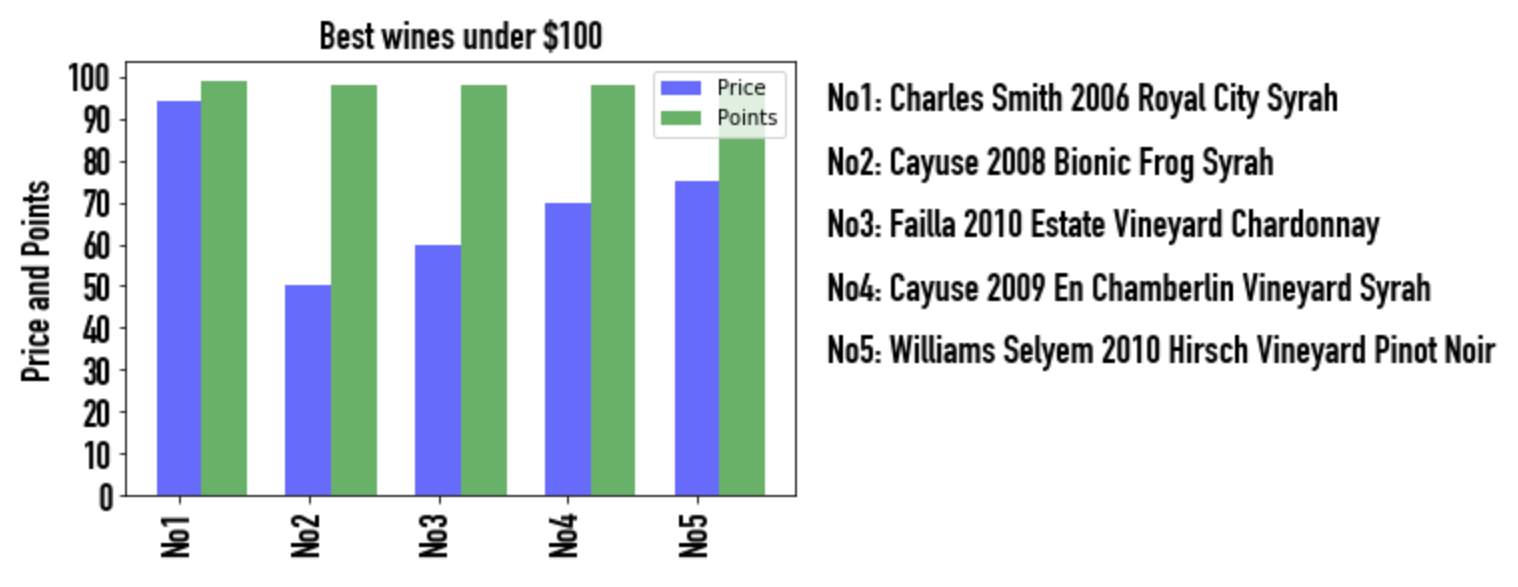 Best wines under $100
Price and Points
100
90
80
70
60
50
40
30
20
10
0
Price
Points
No1
No2
No3
No4
No5
No1: Charles Smith 2006 Royal City Syrah
No2: Cayuse 2008 Bionic Frog Syrah
No3: Failla 2010 Estate Vineyard Chardonnay
No4: Cayuse 2009 En Chamberlin Vineyard Syrah
No5: Williams Selyem 2010 Hirsch Vineyard Pinot Noir